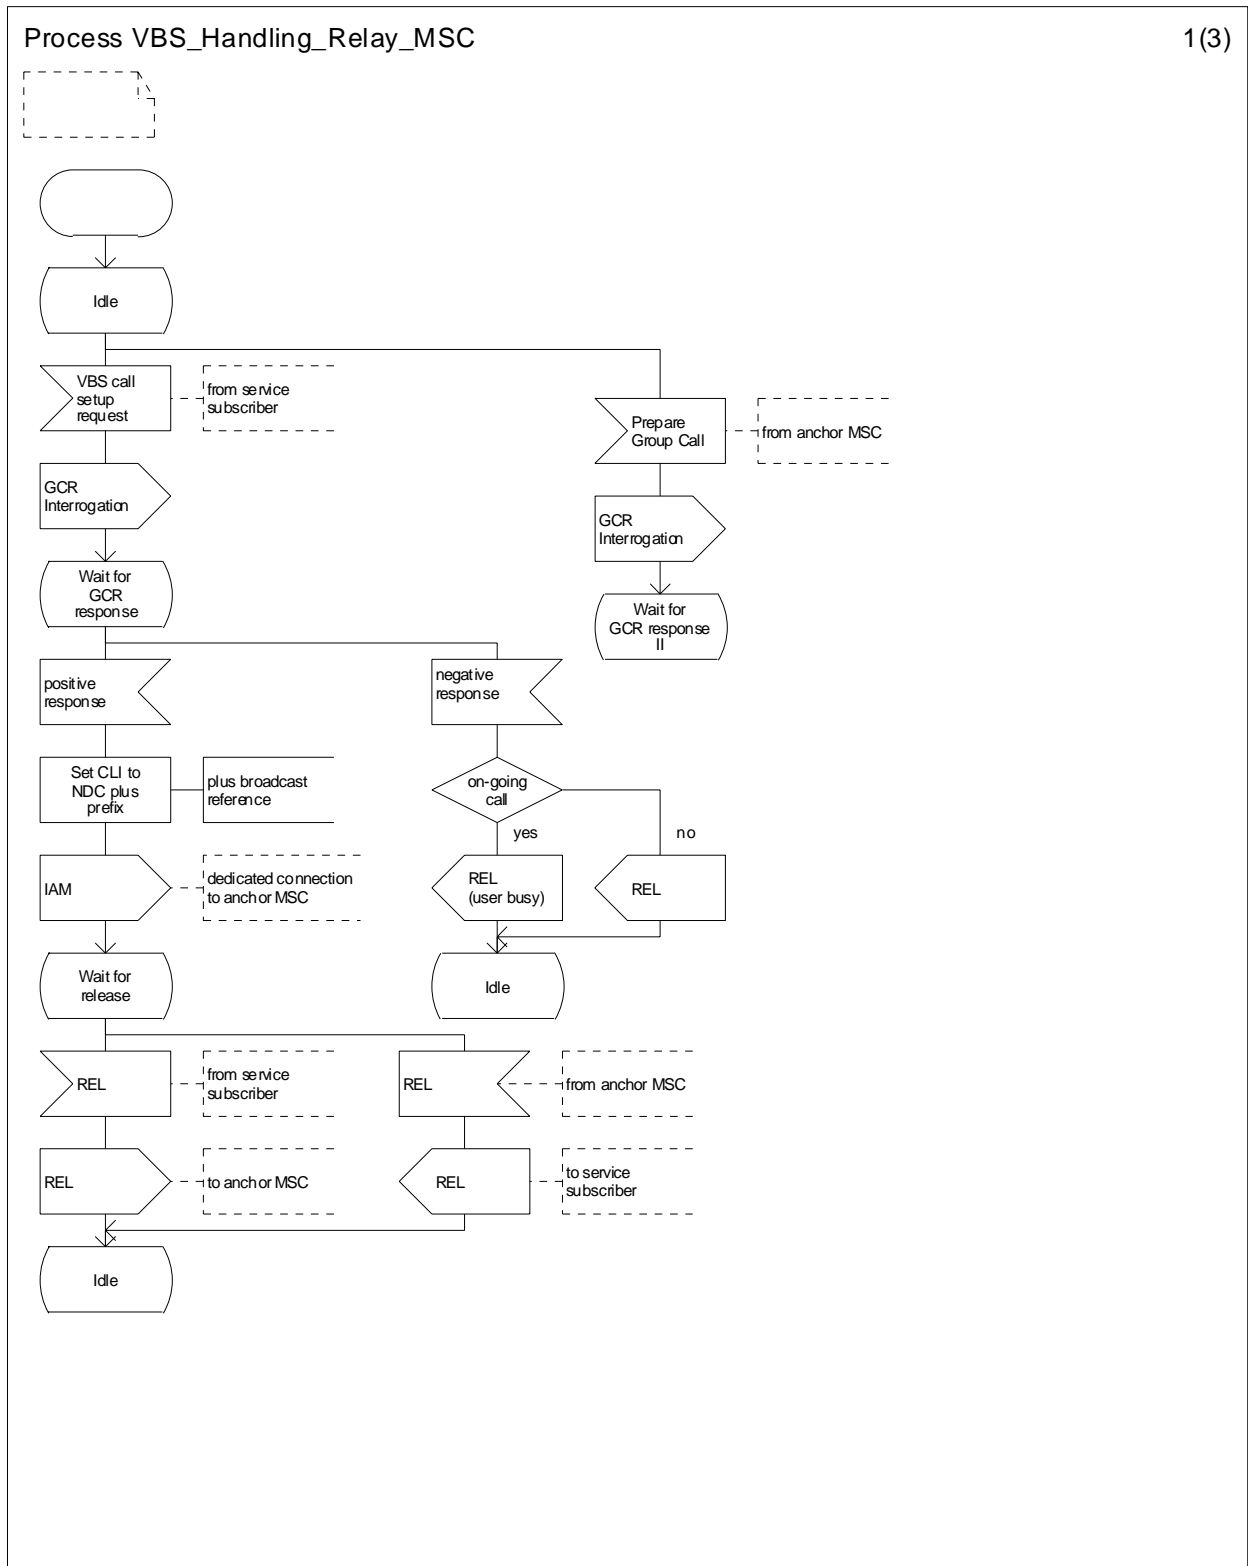 Process VBS_Handling_Relay_MSC
1(3)
Idle
VBS call
setup
request
from service
subscriber
Prepare
Group Call
from anchor MSC
GCR
Interrogation
GCR
Interrogation
Wait for
GCR
response
Wait for
GCR response
II
positive
response
negative
response
Set CLI to
NDC plus
prefix
plus broadcast
reference
on-going
call
yes
no
IAM
dedicated connection
to anchor MSC
REL
(user busy)
REL
Wait for
release
Idle
REL
from service
subscriber
REL
from anchor MSC
REL
to anchor MSC
REL
to service
subscriber
Idle